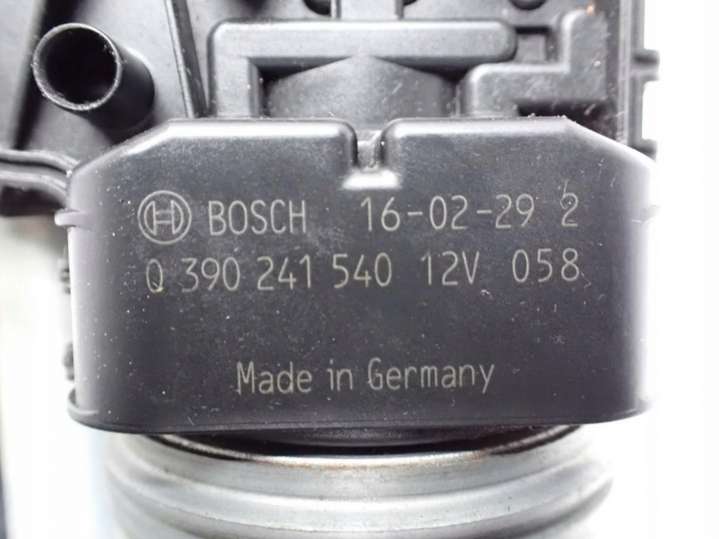 BOSCH 16-02-29 2
0 390 241 540 12V 058
Made in Germany